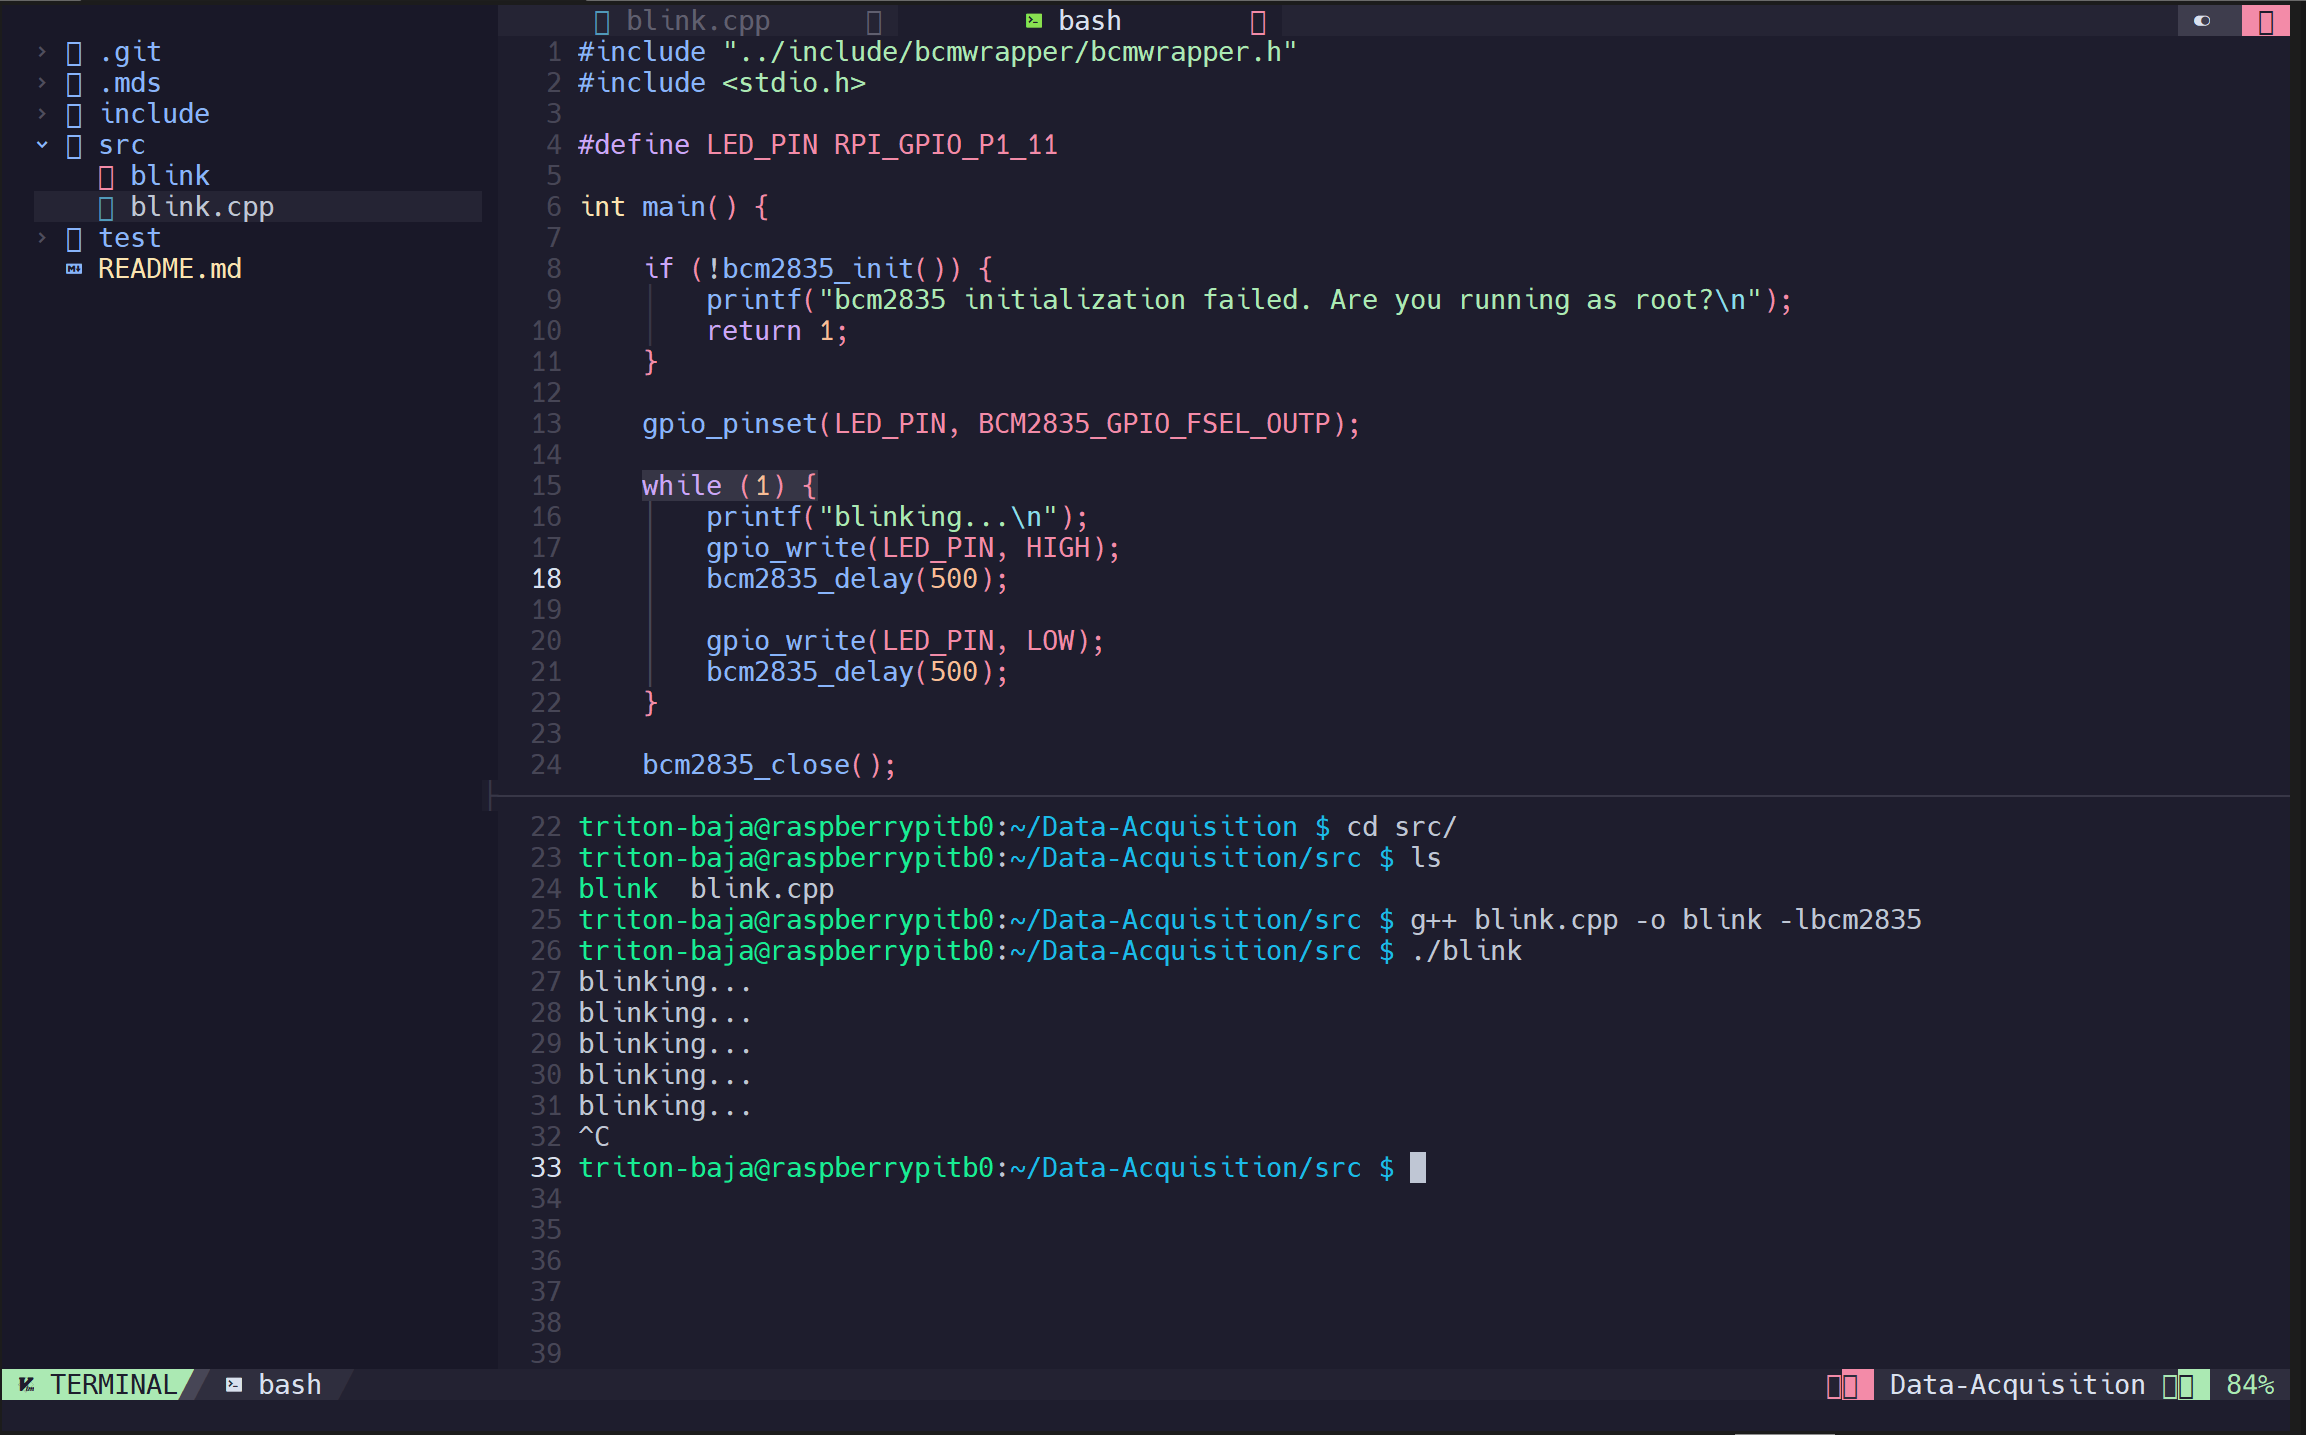 blink.cpp bash
.git
.mds
include
src
blink
blink.cpp
test
README.md
1 #include "../include/bcmwrapper/bcmwrapper.h"
2 #include <stdio.h>
3
4 #define LED_PIN RPI_GPIO_P1_11
5
6 int main() {
7
8 if (!bcm2835_init()) {
9 printf("bcm2835 initialization failed. Are you running as root?\n");
10 return 1;
11 }
12
13 gpio_pinset(LED_PIN, BCM2835_GPIO_FSEL_OUTP);
14
15 while (1) {
16 printf("blinking...\n");
17 gpio_write(LED_PIN, HIGH);
18 bcm2835_delay(500);
19
20 gpio_write(LED_PIN, LOW);
21 bcm2835_delay(500);
22 }
23
24 bcm2835_close();
22 triton-baja@raspberrypitb0:~/Data-Acquisition $ cd src/
23 triton-baja@raspberrypitb0:~/Data-Acquisition/src $ ls
24 blink  blink.cpp
25 triton-baja@raspberrypitb0:~/Data-Acquisition/src $ g++ blink.cpp -o blink -lbcm2835
26 triton-baja@raspberrypitb0:~/Data-Acquisition/src $ ./blink
27 blinking...
28 blinking...
29 blinking...
30 blinking...
31 blinking...
32 ^C
33 triton-baja@raspberrypitb0:~/Data-Acquisition/src $
34
35
36
37
38
39
TERMINAL bash Data-Acquisition 84%